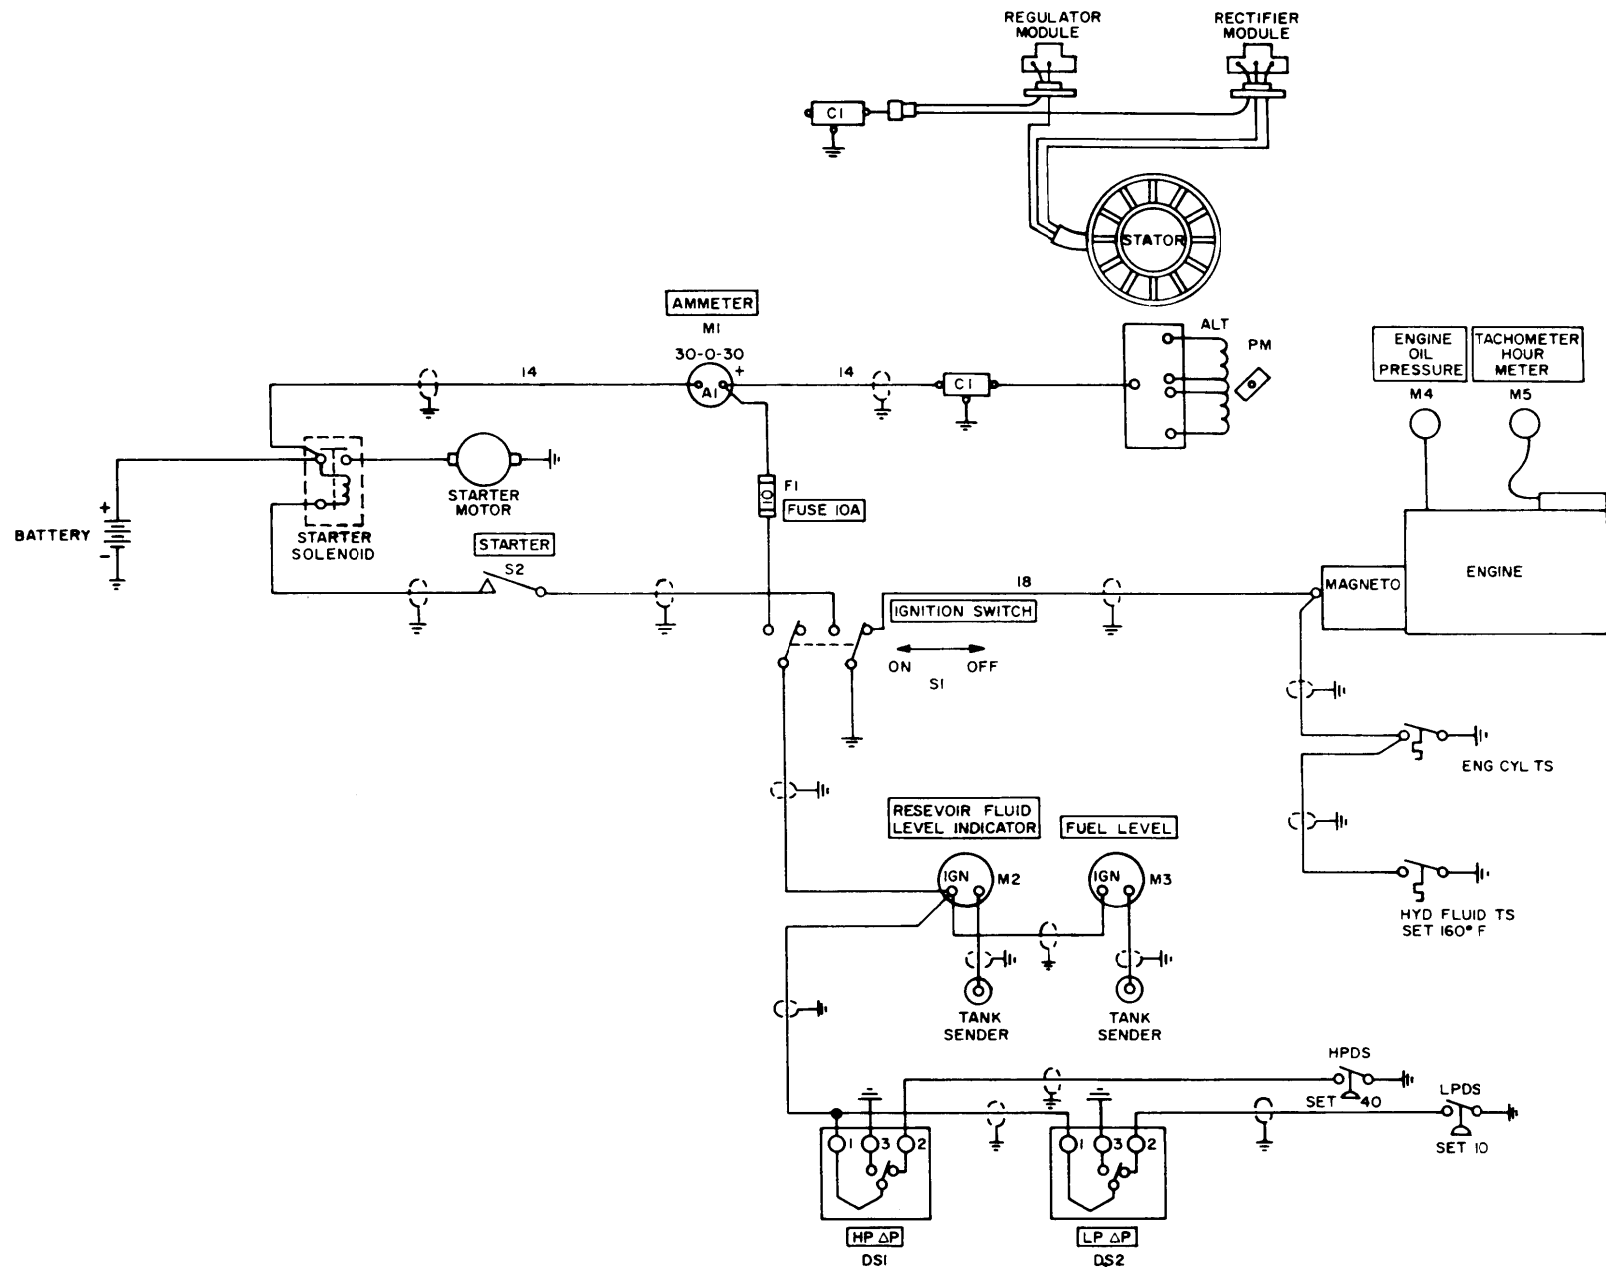 REGULATOR
MODULE
RECTIFIER
MODULE
C1
STATOR
AMMETER
M1
30-0-30
+
A1
14
14
C1
ALT
PM
ENGINE
OIL
PRESSURE
M4
TACHOMETER
HOUR
METER
M5
BATTERY
+
-
STARTER
MOTOR
STARTER
SOLENOID
F1
FUSE 10A
STARTER
S2
18
IGNITION SWITCH
ON
OFF
S1
MAGNETO
ENGINE
ENG CYL TS
HYD FLUID TS
SET 160° F
RESEVOIR FLUID
LEVEL INDICATOR
FUEL LEVEL
IGN
M2
IGN
M3
TANK
SENDER
TANK
SENDER
HPDS
SET 40
LPDS
SET 10
1 3 2
1 3 2
HP △P
DS1
LP △P
DS2